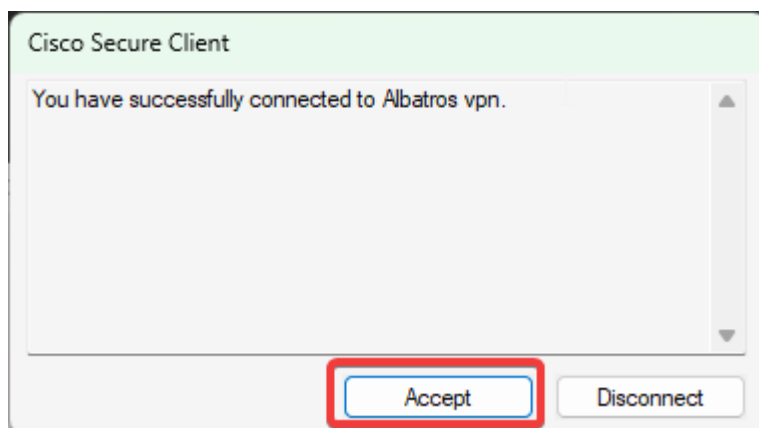 Cisco Secure Client
You have successfully connected to Albatros vpn.
Accept
Disconnect